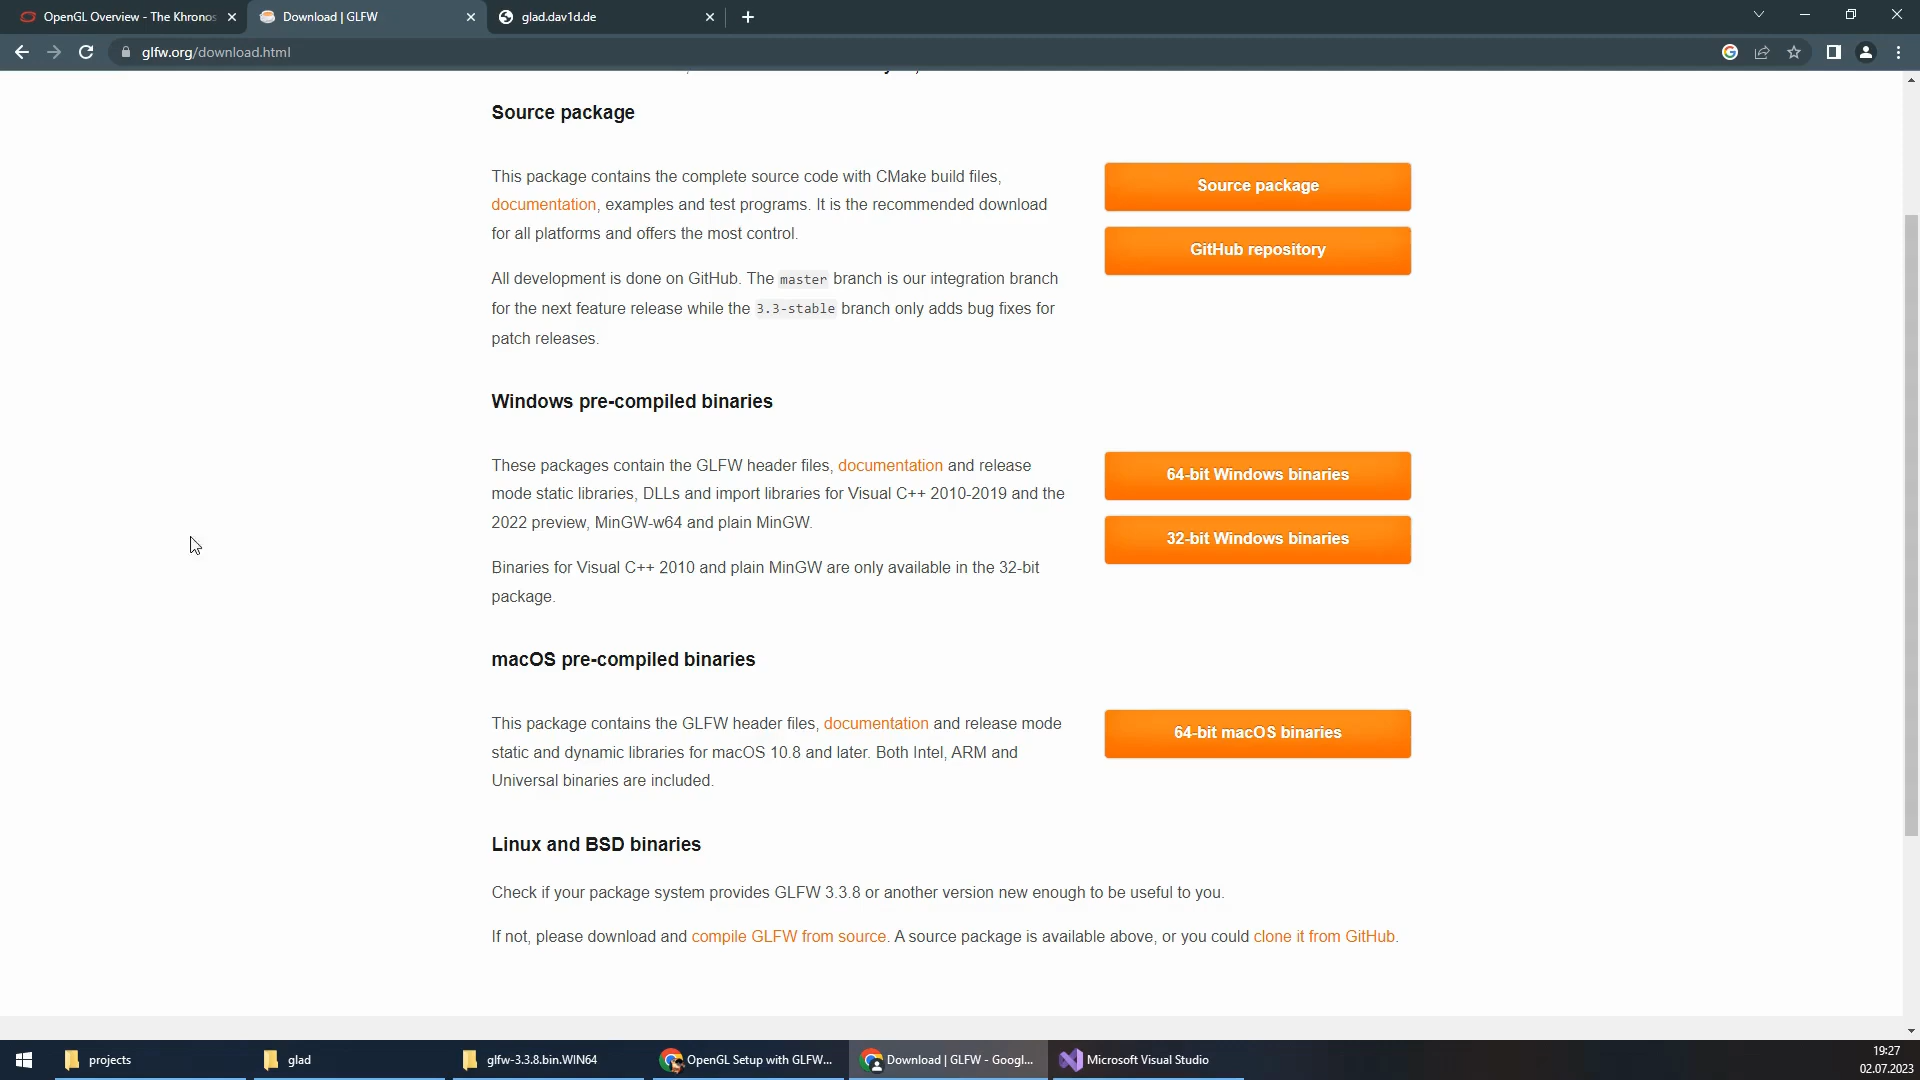 OpenGL Overview - The Khronos
Download | GLFW
glad.dav1d.de
glfw.org/download.html
Source package
This package contains the complete source code with CMake build files,
documentation, examples and test programs. It is the recommended download
for all platforms and offers the most control.
Source package
GitHub repository
All development is done on GitHub. The master branch is our integration branch
for the next feature release while the 3.3-stable branch only adds bug fixes for
patch releases.
Windows pre-compiled binaries
These packages contain the GLFW header files, documentation and release
mode static libraries, DLLs and import libraries for Visual C++ 2010-2019 and the
2022 preview, MinGW-w64 and plain MinGW.
64-bit Windows binaries
32-bit Windows binaries
Binaries for Visual C++ 2010 and plain MinGW are only available in the 32-bit
package.
macOS pre-compiled binaries
This package contains the GLFW header files, documentation and release mode
static and dynamic libraries for macOS 10.8 and later. Both Intel, ARM and
Universal binaries are included.
64-bit macOS binaries
Linux and BSD binaries
Check if your package system provides GLFW 3.3.8 or another version new enough to be useful to you.
If not, please download and compile GLFW from source. A source package is available above, or you could clone it from GitHub.
projects
glad
glfw-3.3.8.bin.WIN64
OpenGL Setup with GLFW...
Download | GLFW - Googl...
Microsoft Visual Studio
19:27
02.07.2023